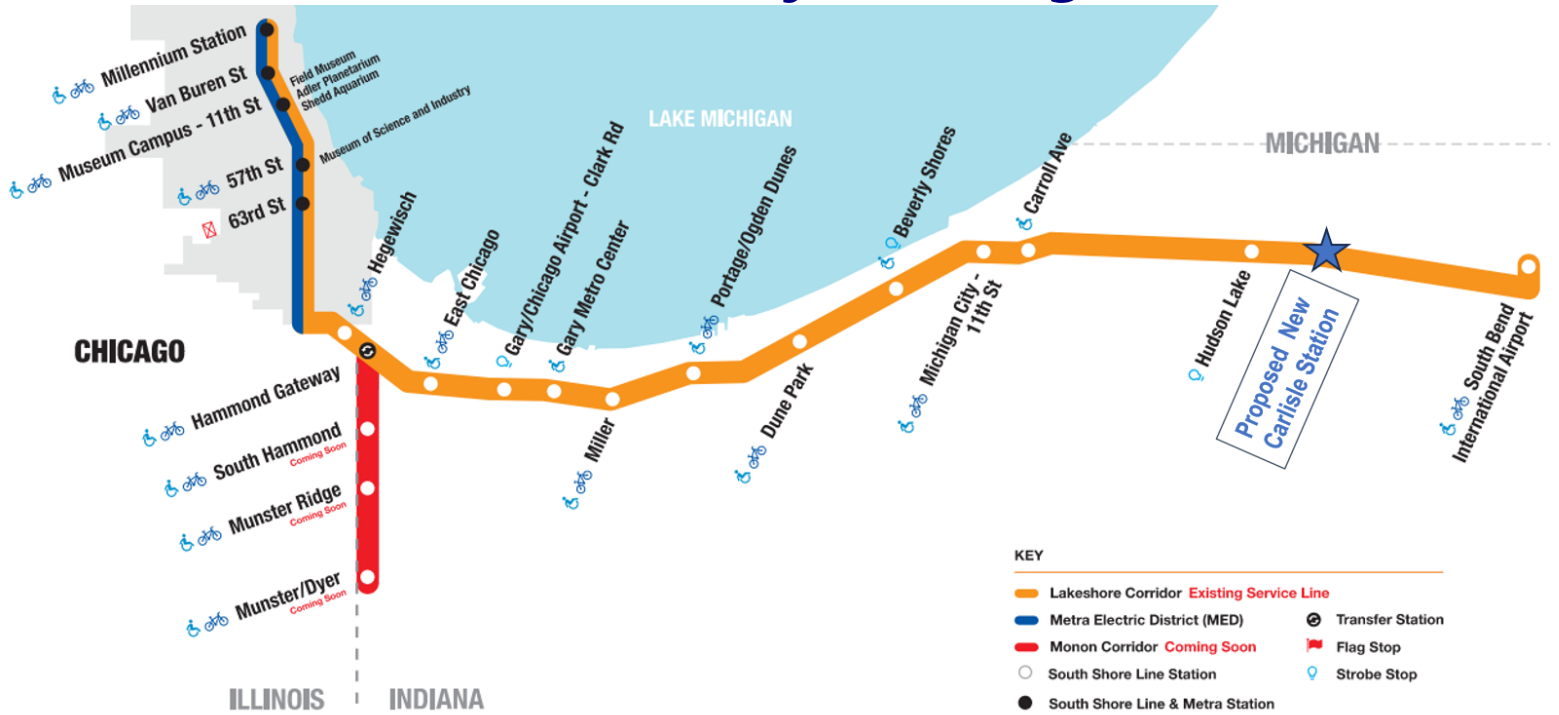 Millennium Station
Van Buren St
Museum Campus - 11th St
57th St
63rd St
Field Museum
Adler Planetarium
Shedd Aquarium
Museum of Science and Industry
LAKE MICHIGAN
MICHIGAN
CHICAGO
Hegewisch
East Chicago
Gary/Chicago Airport - Clark Rd
Gary Metro Center
Miller
Portage/Ogden Dunes
Dune Park
Beverly Shores
Michigan City -
11th St
Carroll Ave
Hudson Lake
Proposed New
Carlisle Station
South Bend
International Airport
Hammond Gateway
South Hammond
Coming Soon
Munster Ridge
Coming Soon
Munster/Dyer
Coming Soon
ILLINOIS
INDIANA
KEY
Lakeshore Corridor Existing Service Line
Metra Electric District (MED)
Monon Corridor Coming Soon
South Shore Line Station
South Shore Line & Metra Station
Transfer Station
Flag Stop
Strobe Stop